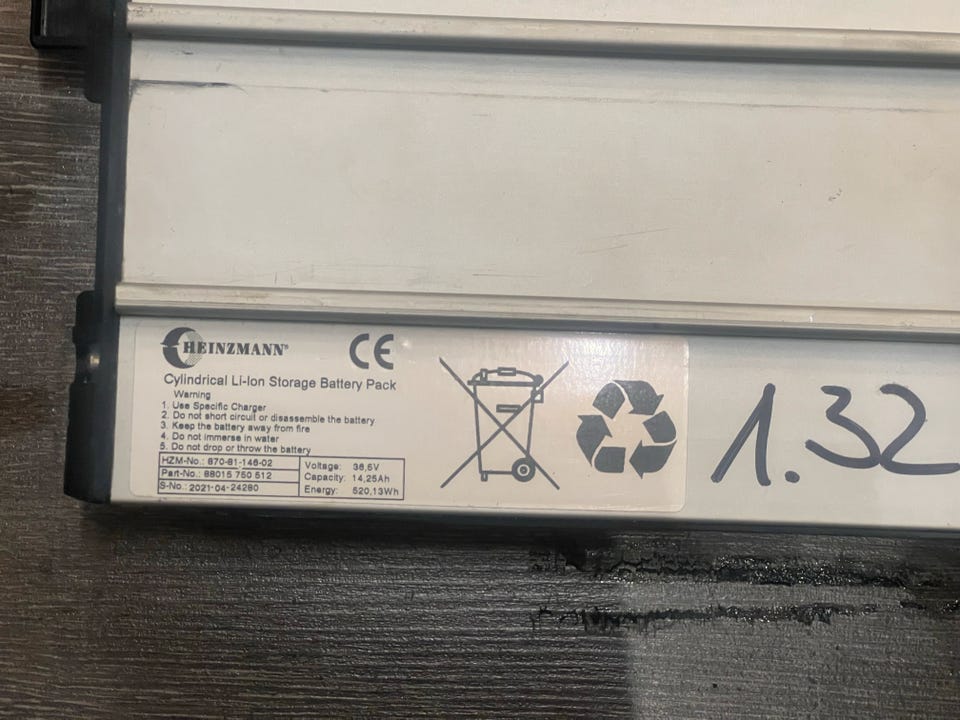 HEINZMANN®
CE
Cylindrical Li-Ion Storage Battery Pack
Warning
1. Use Specific Charger
2. Do not short circuit or disassemble the battery
3. Keep the battery away from fire
4. Do not immerse in water
5. Do not drop or throw the battery
HZM-No.: 870-81-146-02
Part-No.: 88015 750 512
S-No.: 2021-04-24280
Voltage: 36,5V
Capacity: 14,25Ah
Energy: 520,13Wh
1.32